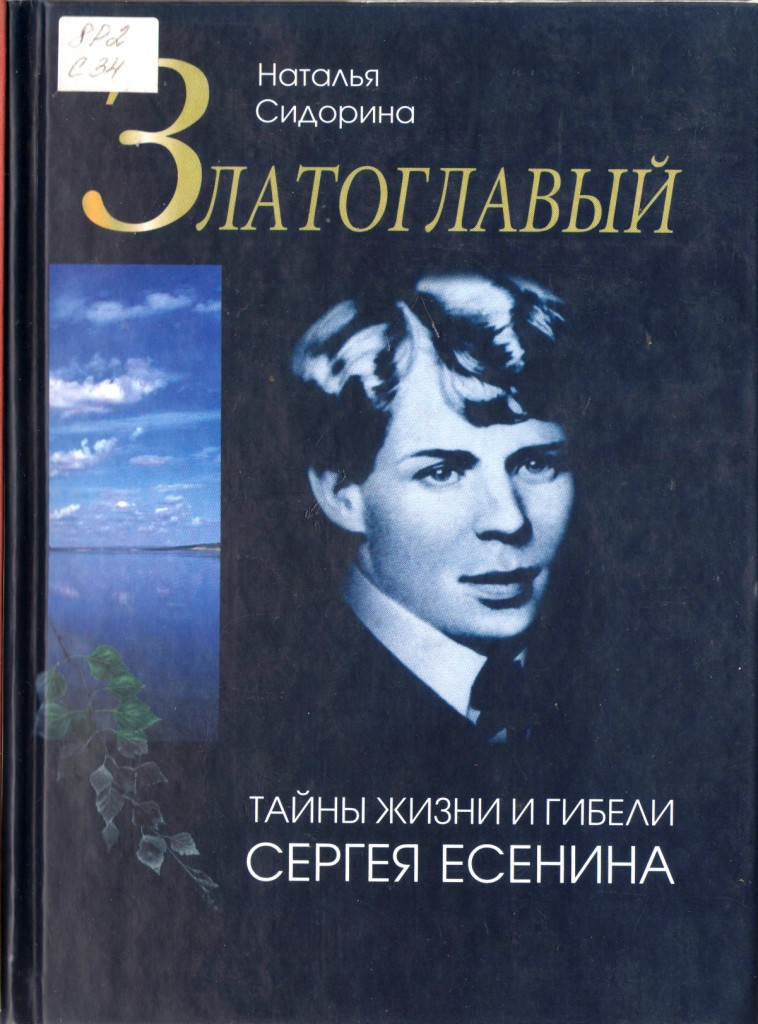 8Р2
С 34
Наталья
Сидорина
Златоглавый
ТАЙНЫ ЖИЗНИ И ГИБЕЛИ
СЕРГЕЯ ЕСЕНИНА